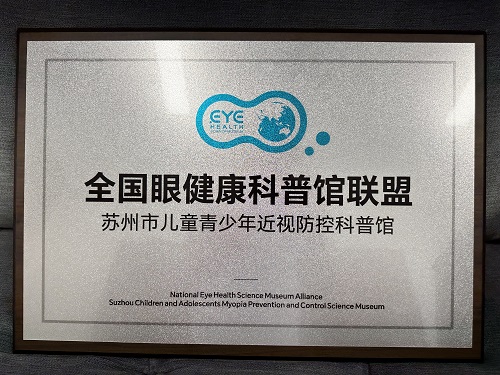 EYE
HEALTH
全国眼健康科普馆联盟
苏州市儿童青少年近视防控科普馆
National Eye Health Science Museum Alliance
Suzhou Children and Adolescents Myopia Prevention and Control Science Museum